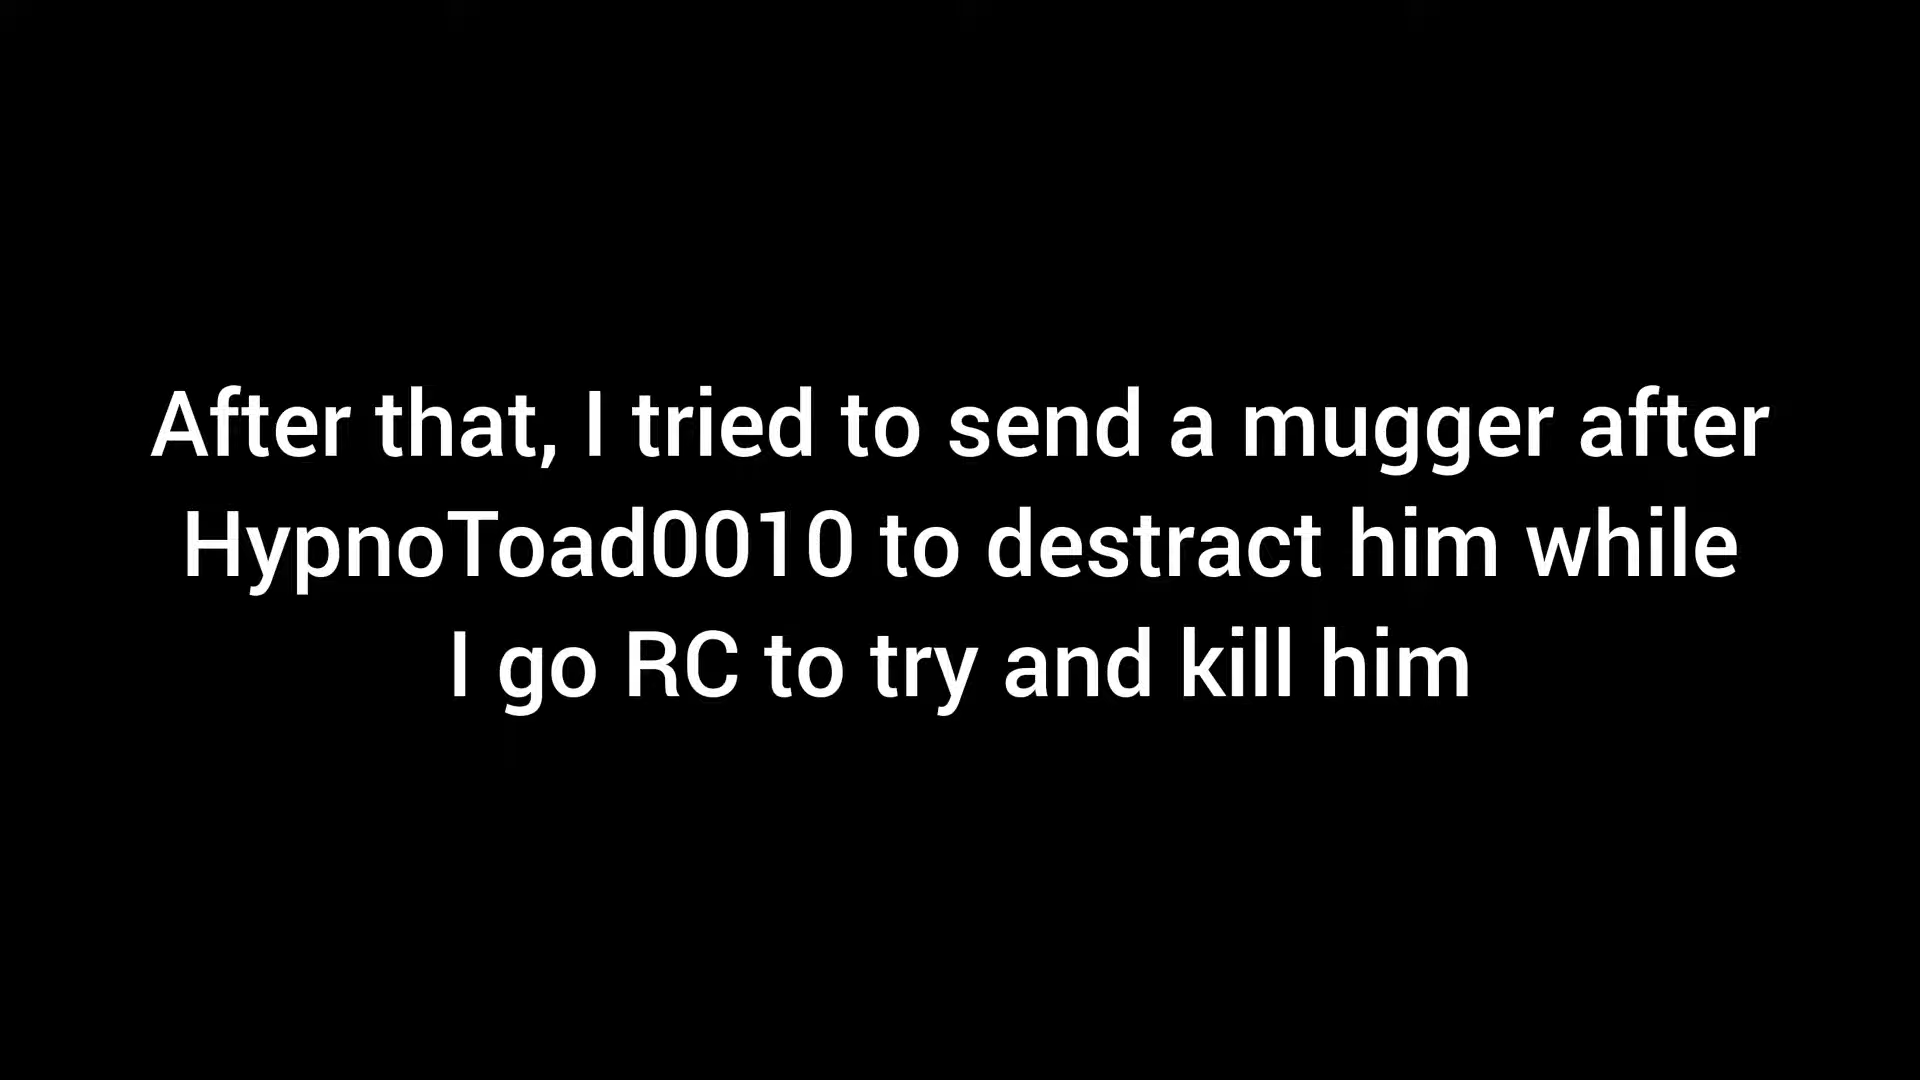 After that, I tried to send a mugger after
HypnoToad0010 to destract him while
I go RC to try and kill him